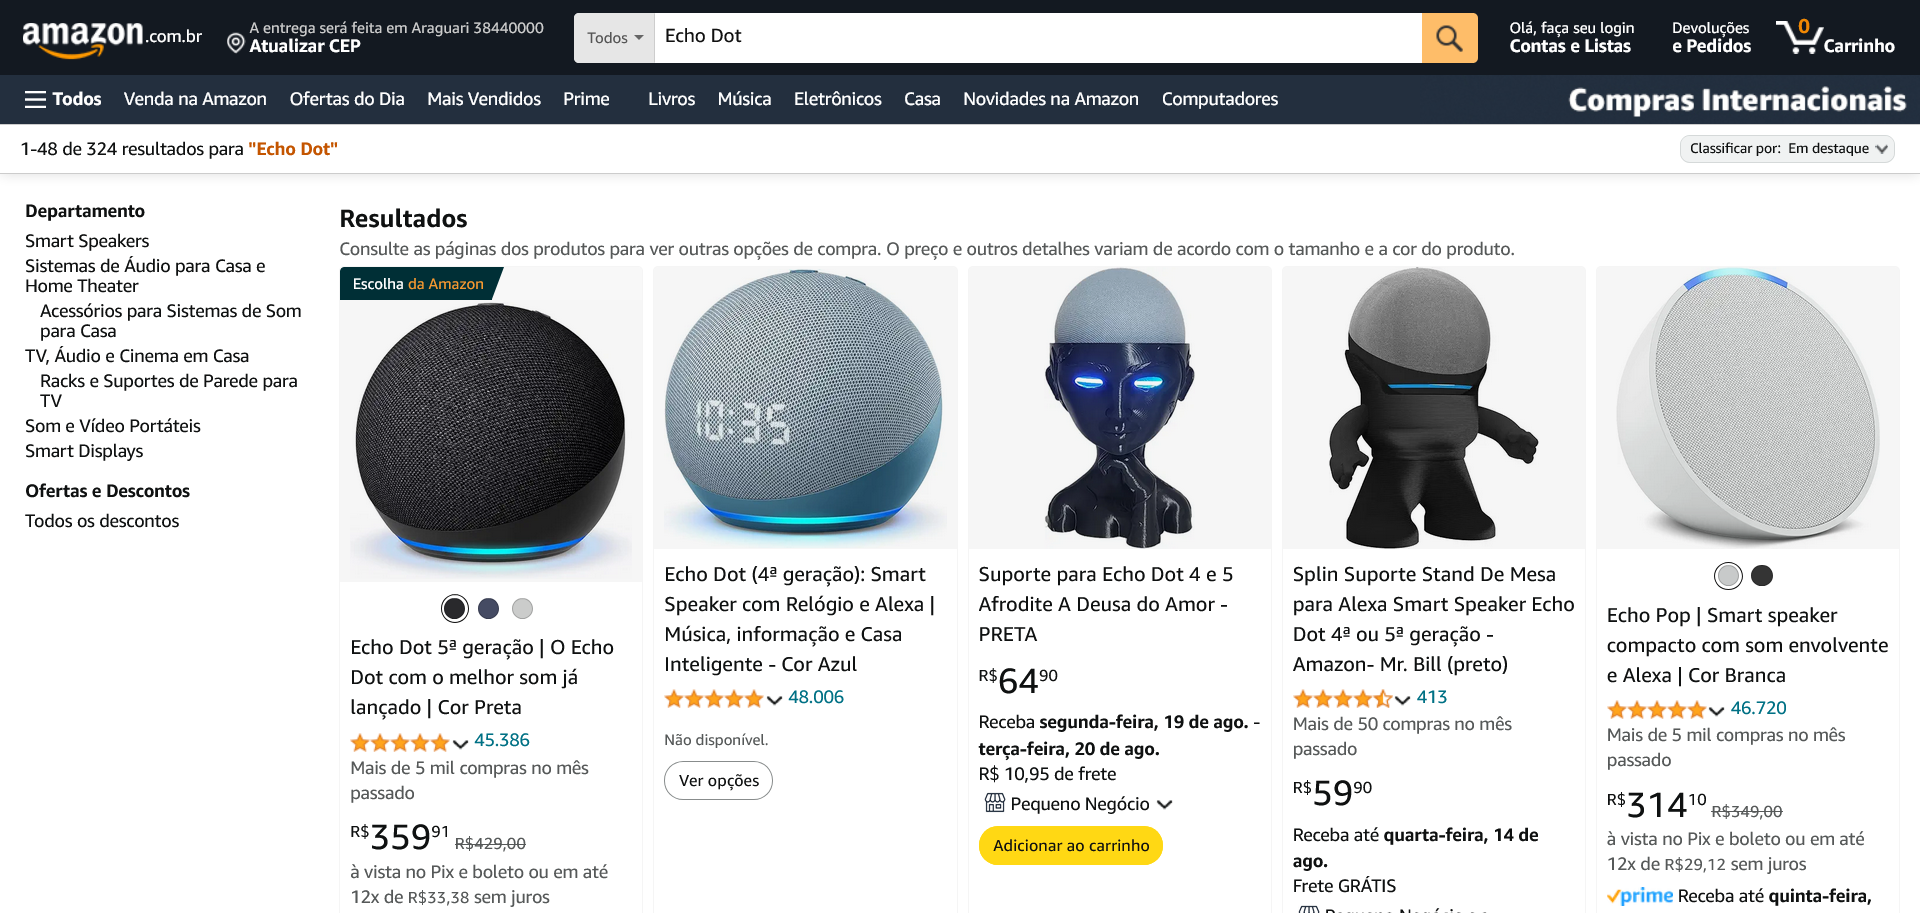 amazon.com.br
A entrega será feita em Araguari 38440000
Atualizar CEP
Todos
Echo Dot
Olá, faça seu login
Contas e Listas
Devoluções
e Pedidos
0
Carrinho
Todos
Venda na Amazon
Ofertas do Dia
Mais Vendidos
Prime
Livros
Música
Eletrônicos
Casa
Novidades na Amazon
Computadores
Compras Internacionais
1-48 de 324 resultados para "Echo Dot"
Classificar por: Em destaque
Departamento
Smart Speakers
Sistemas de Áudio para Casa e
Home Theater
Acessórios para Sistemas de Som
para Casa
TV, Áudio e Cinema em Casa
Racks e Suportes de Parede para
TV
Som e Vídeo Portáteis
Smart Displays
Ofertas e Descontos
Todos os descontos
Resultados
Consulte as páginas dos produtos para ver outras opções de compra. O preço e outros detalhes variam de acordo com o tamanho e a cor do produto.
Escolha da Amazon
Echo Dot 5ª geração | O Echo
Dot com o melhor som já
lançado | Cor Preta
45.386
Mais de 5 mil compras no mês
passado
R$35991 R$429,00
à vista no Pix e boleto ou em até
12x de R$33,38 sem juros
10:35
Echo Dot (4ª geração): Smart
Speaker com Relógio e Alexa |
Música, informação e Casa
Inteligente - Cor Azul
48.006
Não disponível.
Ver opções
Suporte para Echo Dot 4 e 5
Afrodite A Deusa do Amor -
PRETA
R$6490
Receba segunda-feira, 19 de ago. -
terça-feira, 20 de ago.
R$ 10,95 de frete
Pequeno Negócio
Adicionar ao carrinho
Splin Suporte Stand De Mesa
para Alexa Smart Speaker Echo
Dot 4ª ou 5ª geração -
Amazon- Mr. Bill (preto)
413
Mais de 50 compras no mês
passado
R$5990
Receba até quarta-feira, 14 de
ago.
Frete GRÁTIS
Echo Pop | Smart speaker
compacto com som envolvente
e Alexa | Cor Branca
46.720
Mais de 5 mil compras no mês
passado
R$31410 R$349,00
à vista no Pix e boleto ou em até
12x de R$29,12 sem juros
prime Receba até quinta-feira,